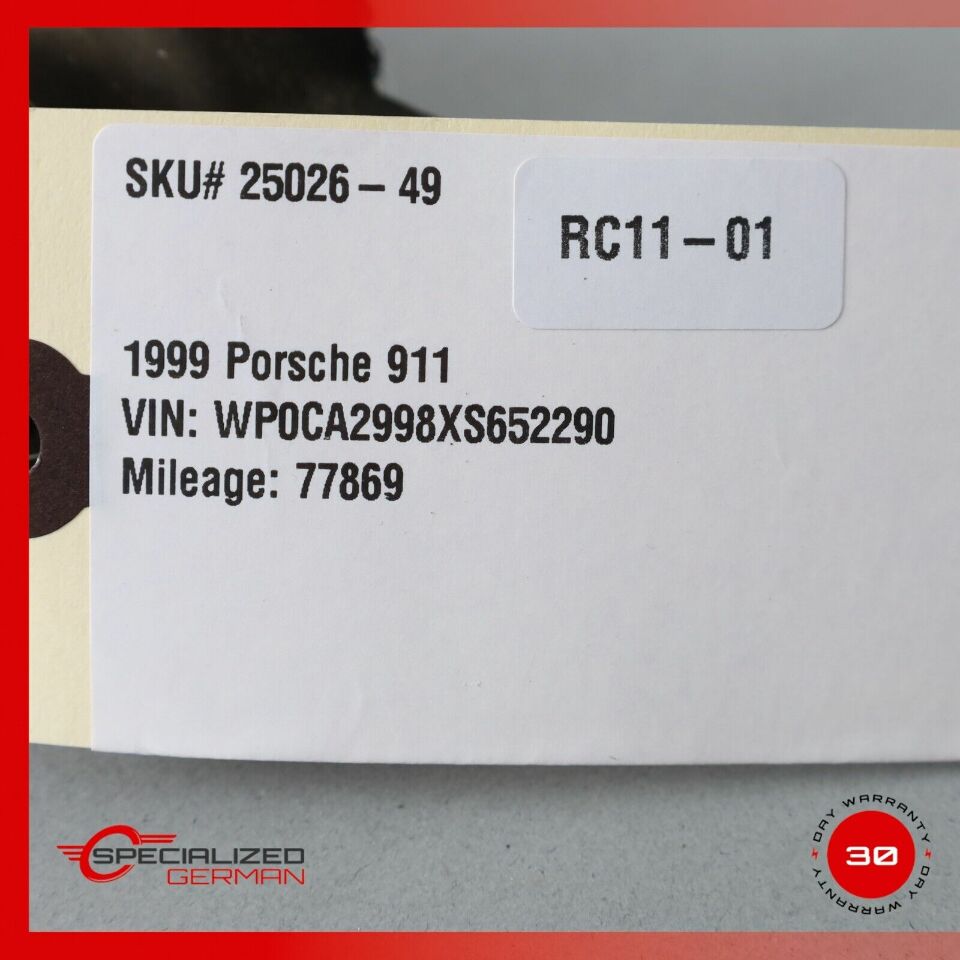 SKU# 25026 – 49
RC11 – 01
1999 Porsche 911
VIN: WP0CA2998XS652290
Mileage: 77869
SPECIALIZED
GERMAN
DAY WARRANTY
30
DAY WARRANTY